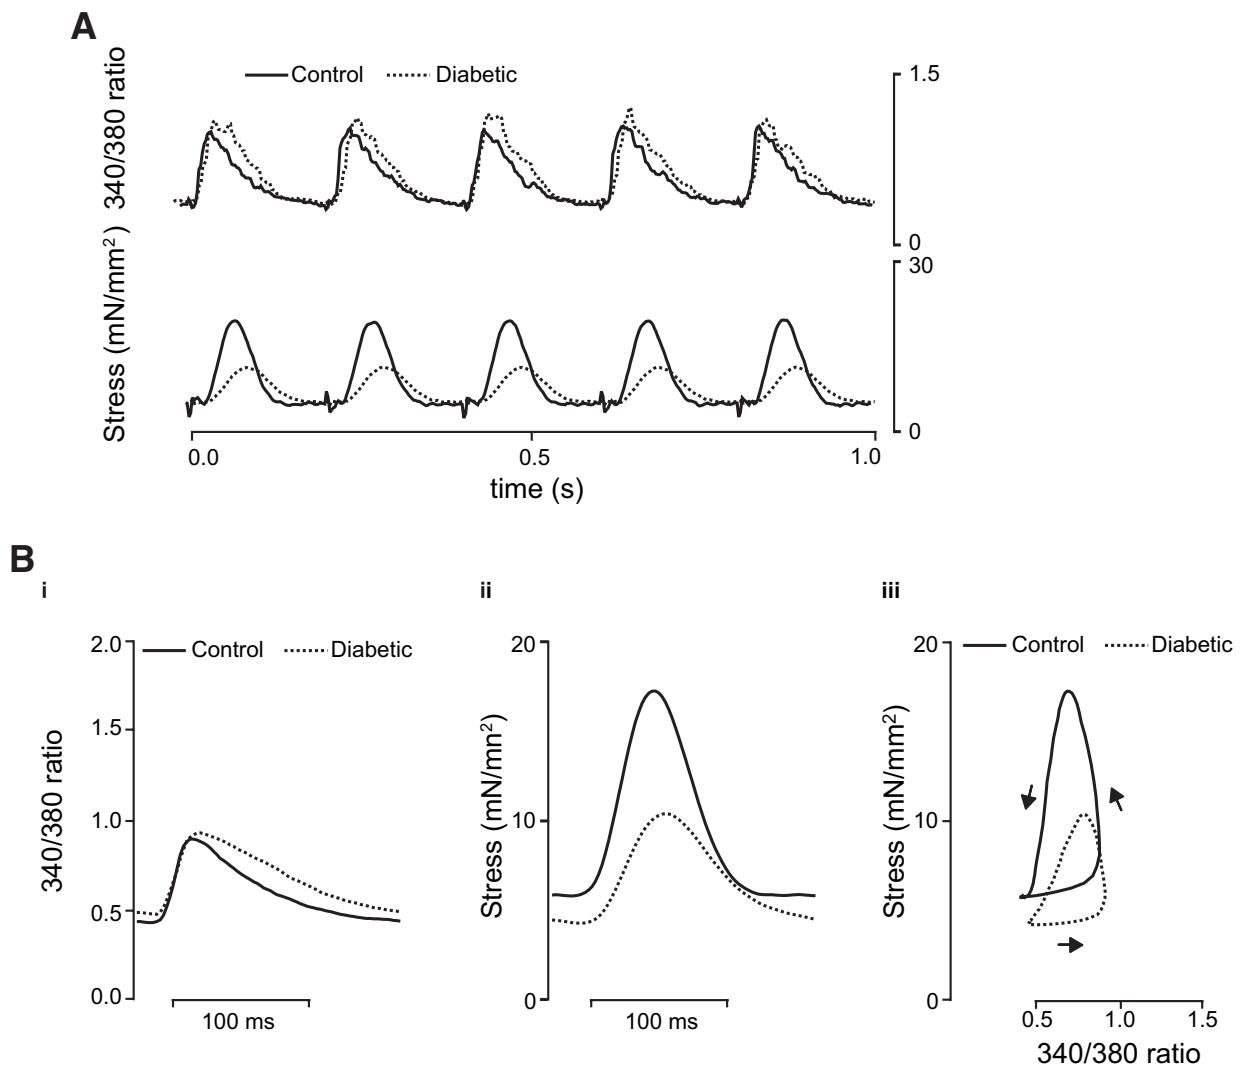 A
Control Diabetic
340/380 ratio
1.5
0
Stress (mN/mm²)
30
0
0.0 0.5 1.0
time (s)
B
i
Control Diabetic
340/380 ratio
2.0
1.5
1.0
0.5
0.0
100 ms
ii
Stress (mN/mn²)
20
10
0
100 ms
iii
Control Diabetic
Stress (mN/mm²)
20
10
0
0.5 1.0 1.5
340/380 ratio